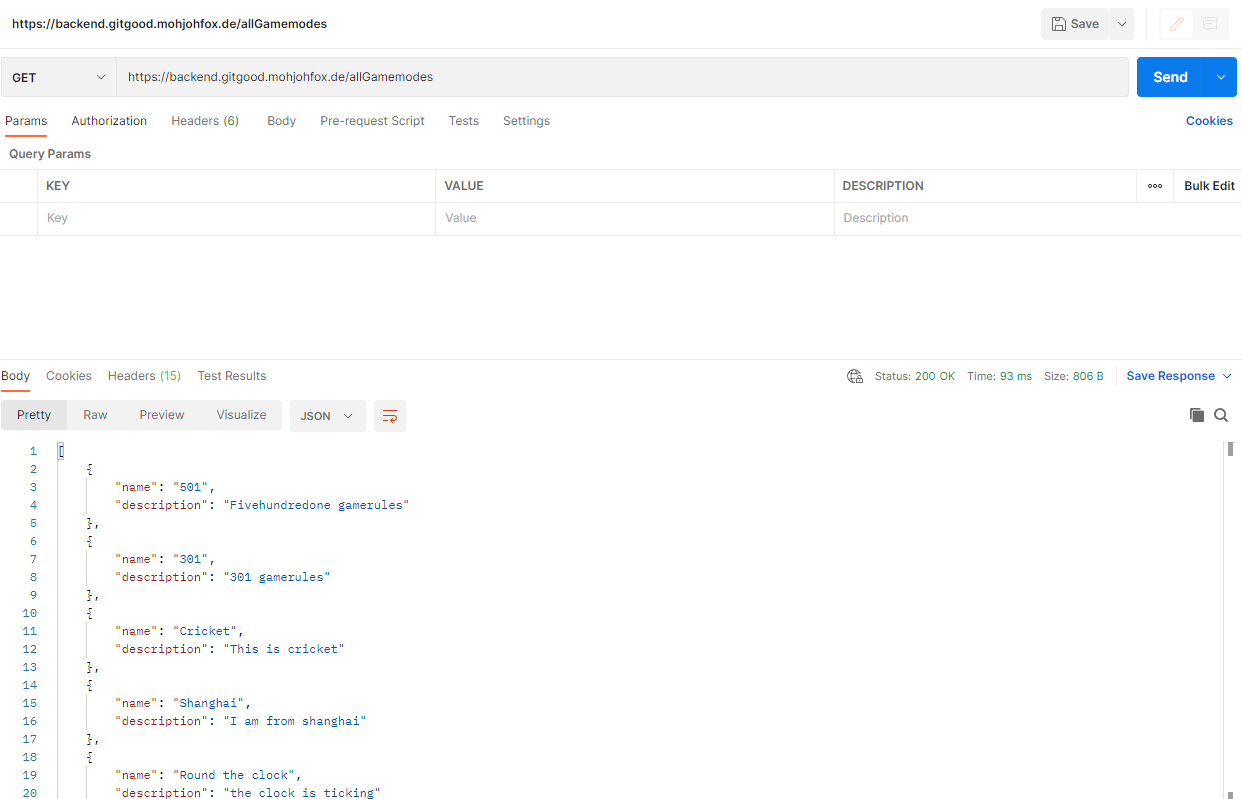 https://backend.gitgood.mohjohfox.de/allGamemodes
Save
GET
https://backend.gitgood.mohjohfox.de/allGamemodes
Send
Params Authorization Headers (6) Body Pre-request Script Tests Settings Cookies
Query Params
KEY VALUE DESCRIPTION ooo Bulk Edit
Key Value Description
Body Cookies Headers (15) Test Results Status: 200 OK Time: 93 ms Size: 806 B Save Response
Pretty Raw Preview Visualize JSON
1 [
2 {
3 "name": "501",
4 "description": "Fivehundredone gamerules"
5 },
6 {
7 "name": "301",
8 "description": "301 gamerules"
9 },
10 {
11 "name": "Cricket",
12 "description": "This is cricket"
13 },
14 {
15 "name": "Shanghai",
16 "description": "I am from shanghai"
17 },
18 {
19 "name": "Round the clock",
20 "description": "the clock is ticking"